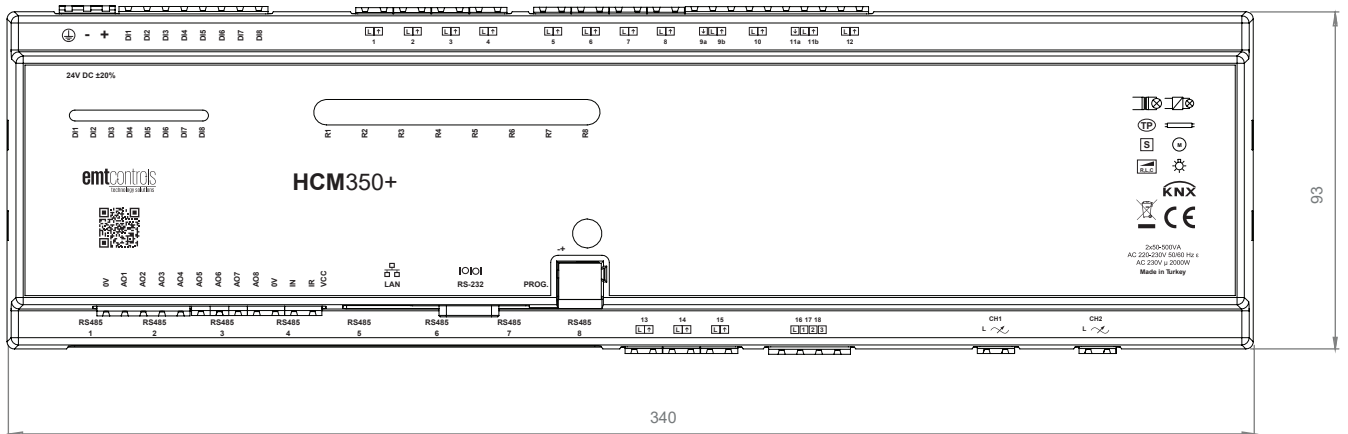 - + DI1 DI2 DI3 DI4 DI5 DI6 DI7 DI8
L↑ L↑ L↑ L↑ L↑ L↑ L↑ L↑ ↓L↑ L↑ ↓L↑ L↑
1 2 3 4 5 6 7 8 9a 9b 10 11a 11b 12
24V DC ±20%
DI1 DI2 DI3 DI4 DI5 DI6 DI7 DI8
R1 R2 R3 R4 R5 R6 R7 R8
emtcontrols
technology solutions
HCM350+
TP
S M
R,L,C
KNX
CE
2x50-500VA
AC 220-230V 50/60 Hz ε
AC 230V µ 2000W
Made in Turkey
0V AO1 AO2 AO3 AO4 AO5 AO6 AO7 AO8 0V IN IR VCC
LAN
IOIOI
RS-232
PROG.
-+
RS485 RS485 RS485 RS485 RS485 RS485 RS485 RS485
1 2 3 4 5 6 7 8
13 14 15
L↑ L↑ L↑
16 17 18
L 1 2 3
CH1
L
CH2
L
93
340